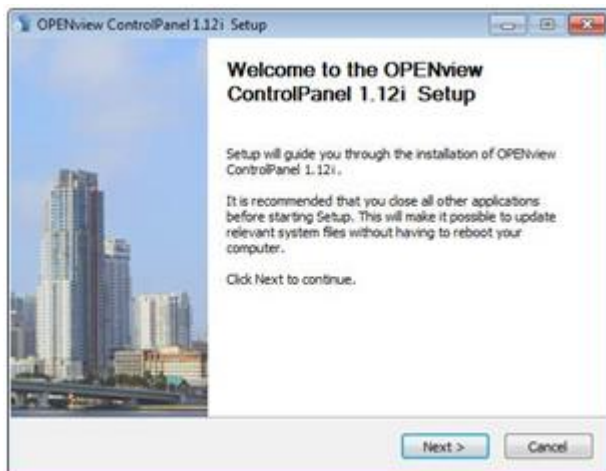 OPENview ControlPanel 1.12i Setup
Welcome to the OPENview
ControlPanel 1.12i Setup
Setup will guide you through the installation of OPENview
ControlPanel 1.12i.
It is recommended that you close all other applications
before starting Setup. This will make it possible to update
relevant system files without having to reboot your
computer.
Click Next to continue.
Next >
Cancel